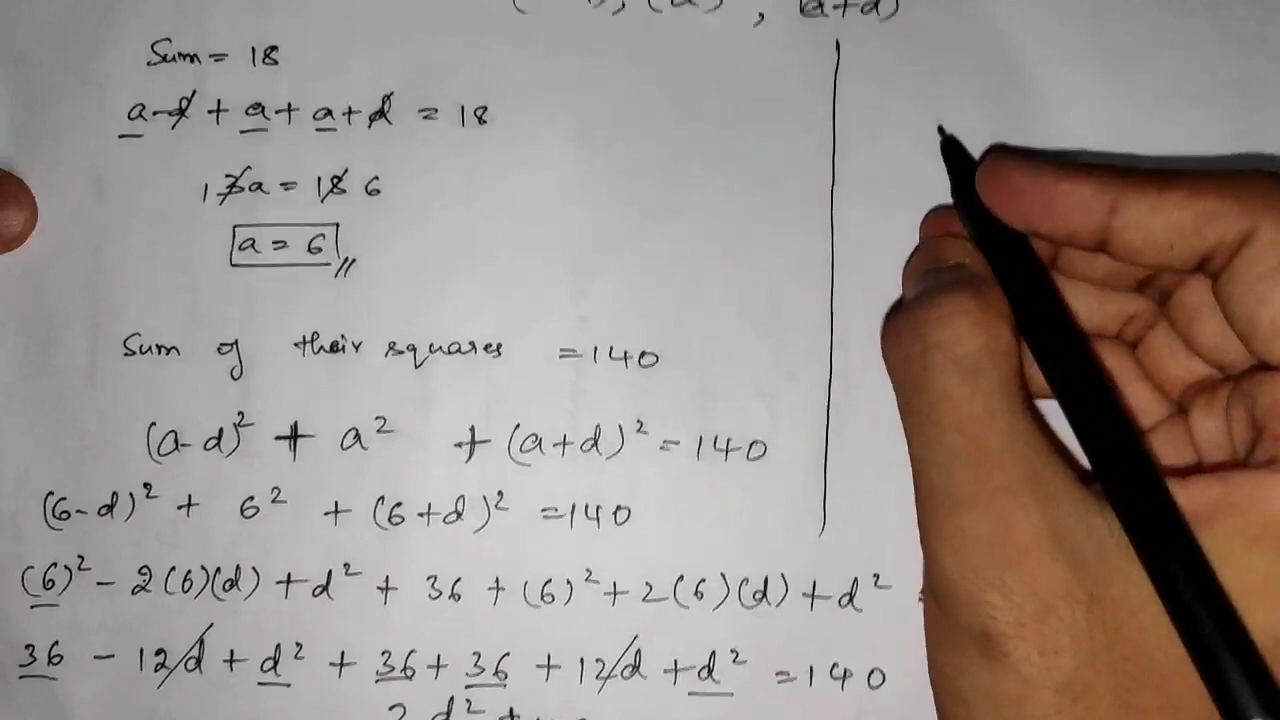 , a+d)
Sum = 18
a-d + a + a+d = 18
1 3a = 18 6
a = 6 //
Sum of their squares = 140
(a-d)² + a² + (a+d)² = 140
(6-d)² + 6² + (6+d)² = 140
(6)² - 2(6)(d) + d² + 36 + (6)² + 2(6)(d) + d²
36 - 12d + d² + 36 + 36 + 12d + d² = 140
2d² +